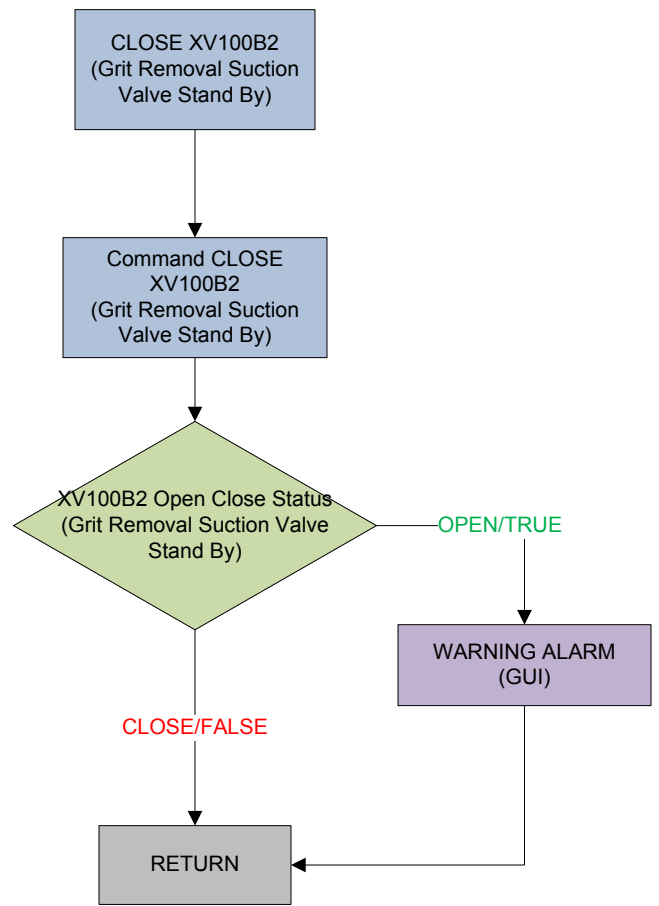 CLOSE XV100B2
(Grit Removal Suction
Valve Stand By)
Command CLOSE
XV100B2
(Grit Removal Suction
Valve Stand By)
XV100B2 Open Close Status
(Grit Removal Suction Valve
Stand By)
OPEN/TRUE
WARNING ALARM
(GUI)
CLOSE/FALSE
RETURN